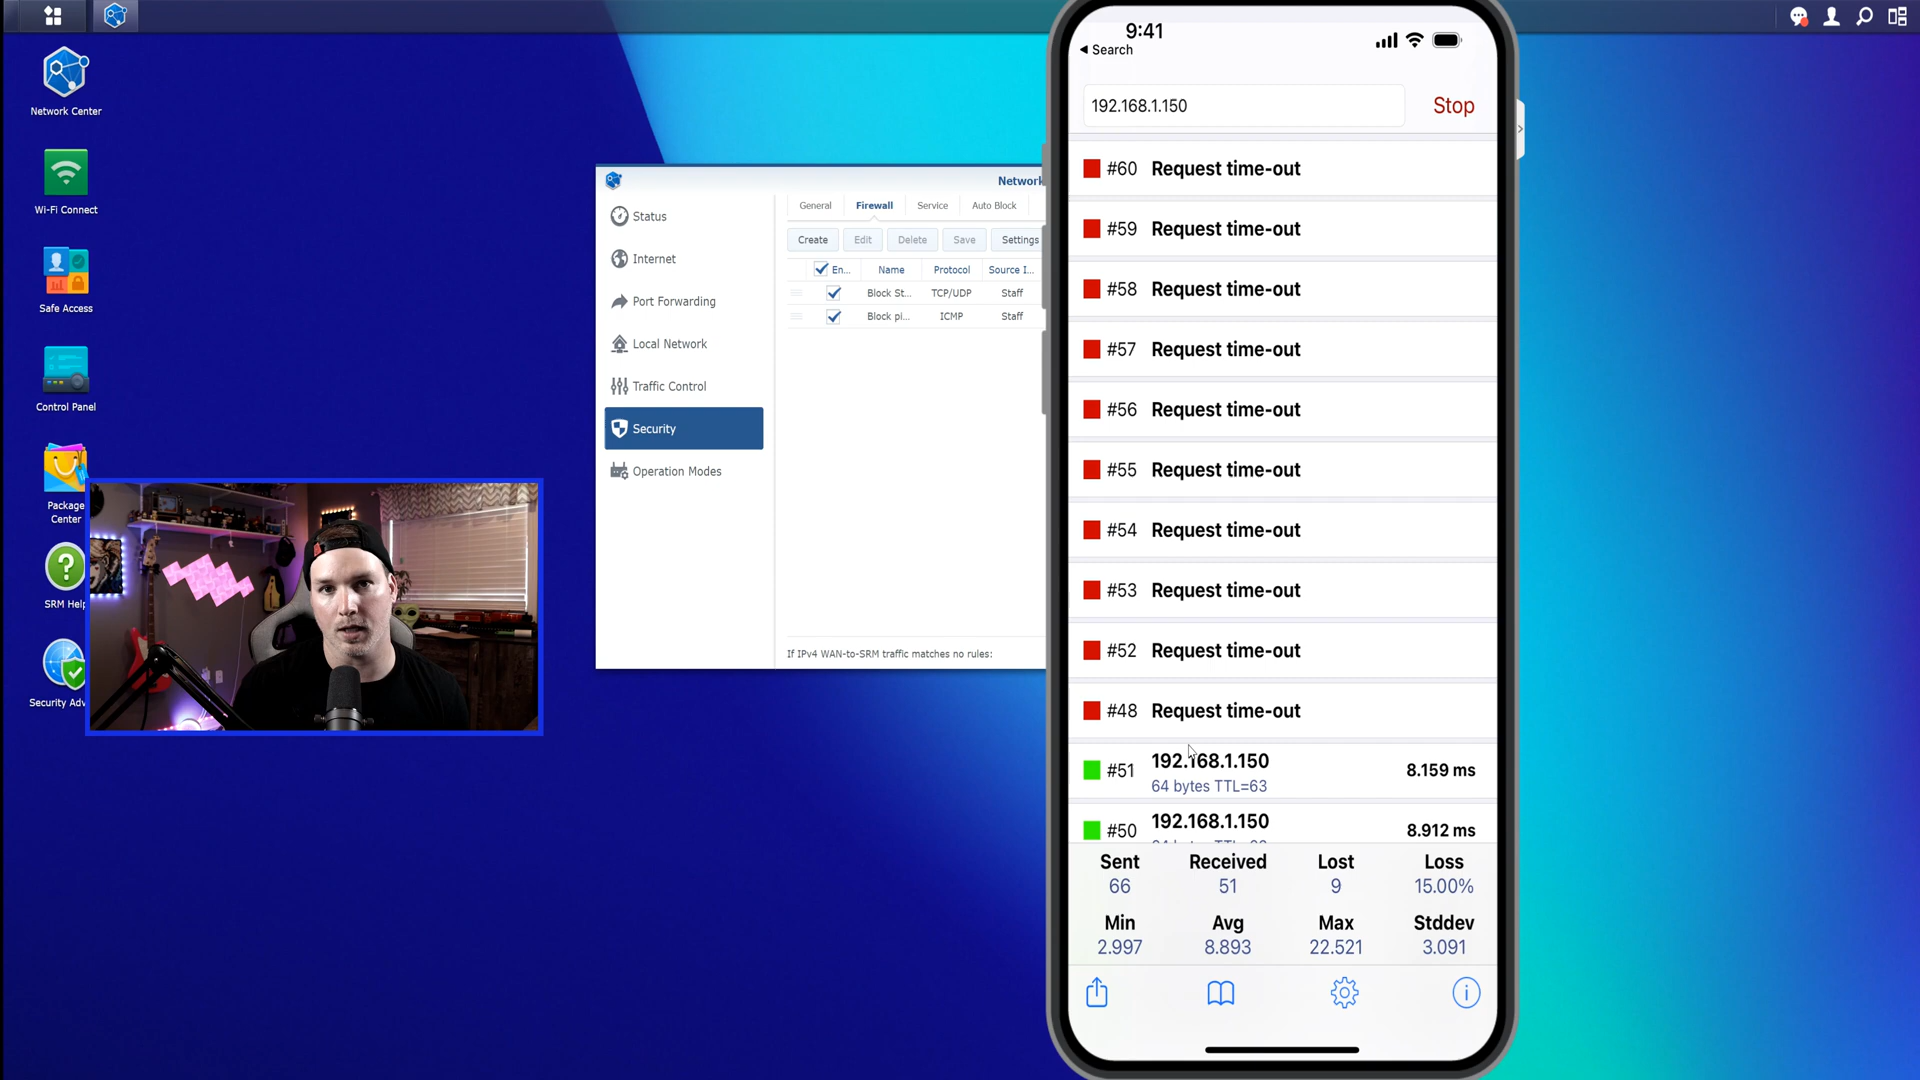 Network Center
Wi-Fi Connect
Safe Access
Control Panel
Package
Center
SRM Help
Security Adv
Network
Status
Internet
Port Forwarding
Local Network
Traffic Control
Security
Operation Modes
General Firewall Service Auto Block
Create Edit Delete Save Settings
En... Name Protocol Source I...
Block St... TCP/UDP Staff
Block pi... ICMP Staff
If IPv4 WAN-to-SRM traffic matches no rules:
9:41
Search
192.168.1.150 Stop
#60 Request time-out
#59 Request time-out
#58 Request time-out
#57 Request time-out
#56 Request time-out
#55 Request time-out
#54 Request time-out
#53 Request time-out
#52 Request time-out
#48 Request time-out
#51 192.168.1.150 8.159 ms
64 bytes TTL=63
#50 192.168.1.150 8.912 ms
Sent Received Lost Loss
66 51 9 15.00%
Min Avg Max Stddev
2.997 8.893 22.521 3.091